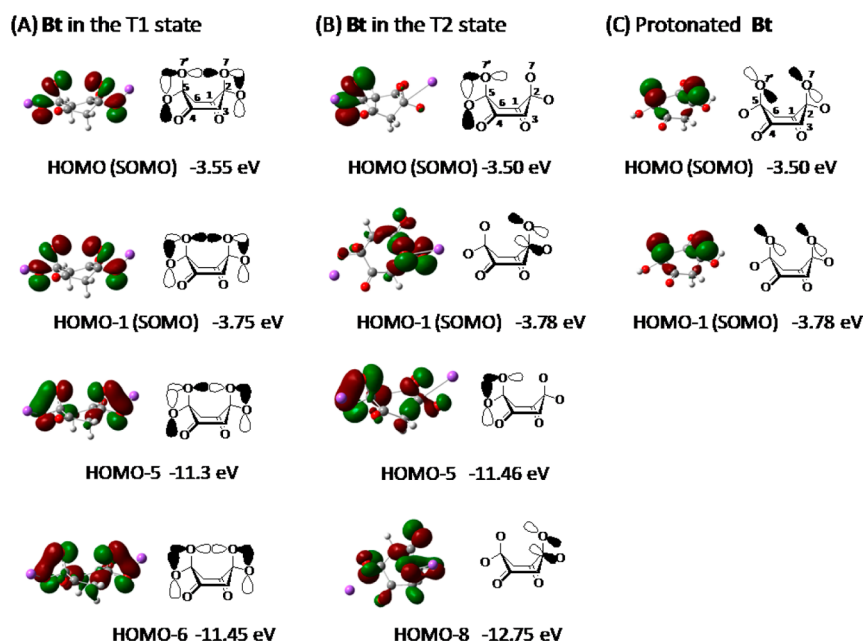 (A) Bt in the T1 state
(B) Bt in the T2 state
(C) Protonated Bt
7' 7
O O
5 6 1 2
O O
O 4 O 3
HOMO (SOMO) -3.55 eV
7' 7
O O
5 6 1 2
O O
O 4 O 3
HOMO (SOMO) -3.50 eV
7' 7
O O
5 6 1 2
O O
O 4 O 3
HOMO (SOMO) -3.50 eV
O O
O O
O O
HOMO-1 (SOMO) -3.75 eV
O O
O O
O O
HOMO-1 (SOMO) -3.78 eV
O O
O O
O O
HOMO-1 (SOMO) -3.78 eV
O O
O O
O O
HOMO-5 -11.3 eV
O O
O O
O O
HOMO-5 -11.46 eV
O O
O O
O O
HOMO-6 -11.45 eV
O O
O O
O O
HOMO-8 -12.75 eV